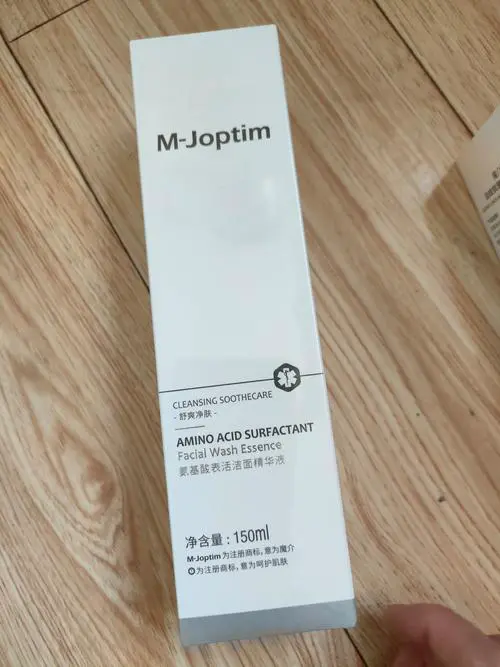 M-Joptim
CLEANSING SOOTHECARE
- 舒爽净肤 -
AMINO ACID SURFACTANT
Facial Wash Essence
氨基酸表活洁面精华液
净含量：150ml
M-Joptim 为注册商标，意为魔介
为注册商标，意为呵护肌肤